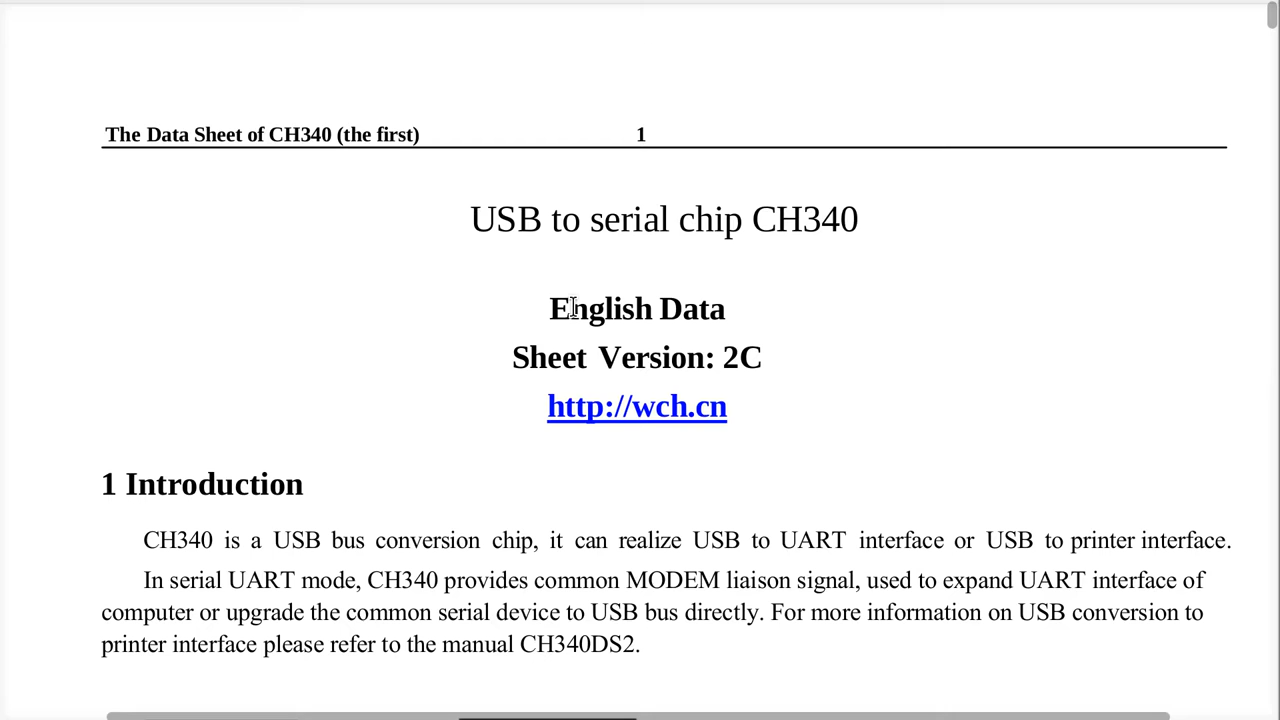 The Data Sheet of CH340 (the first) 1
USB to serial chip CH340
English Data
Sheet Version: 2C
http://wch.cn
1 Introduction
CH340 is a USB bus conversion chip, it can realize USB to UART interface or USB to printer interface.
In serial UART mode, CH340 provides common MODEM liaison signal, used to expand UART interface of
computer or upgrade the common serial device to USB bus directly. For more information on USB conversion to
printer interface please refer to the manual CH340DS2.